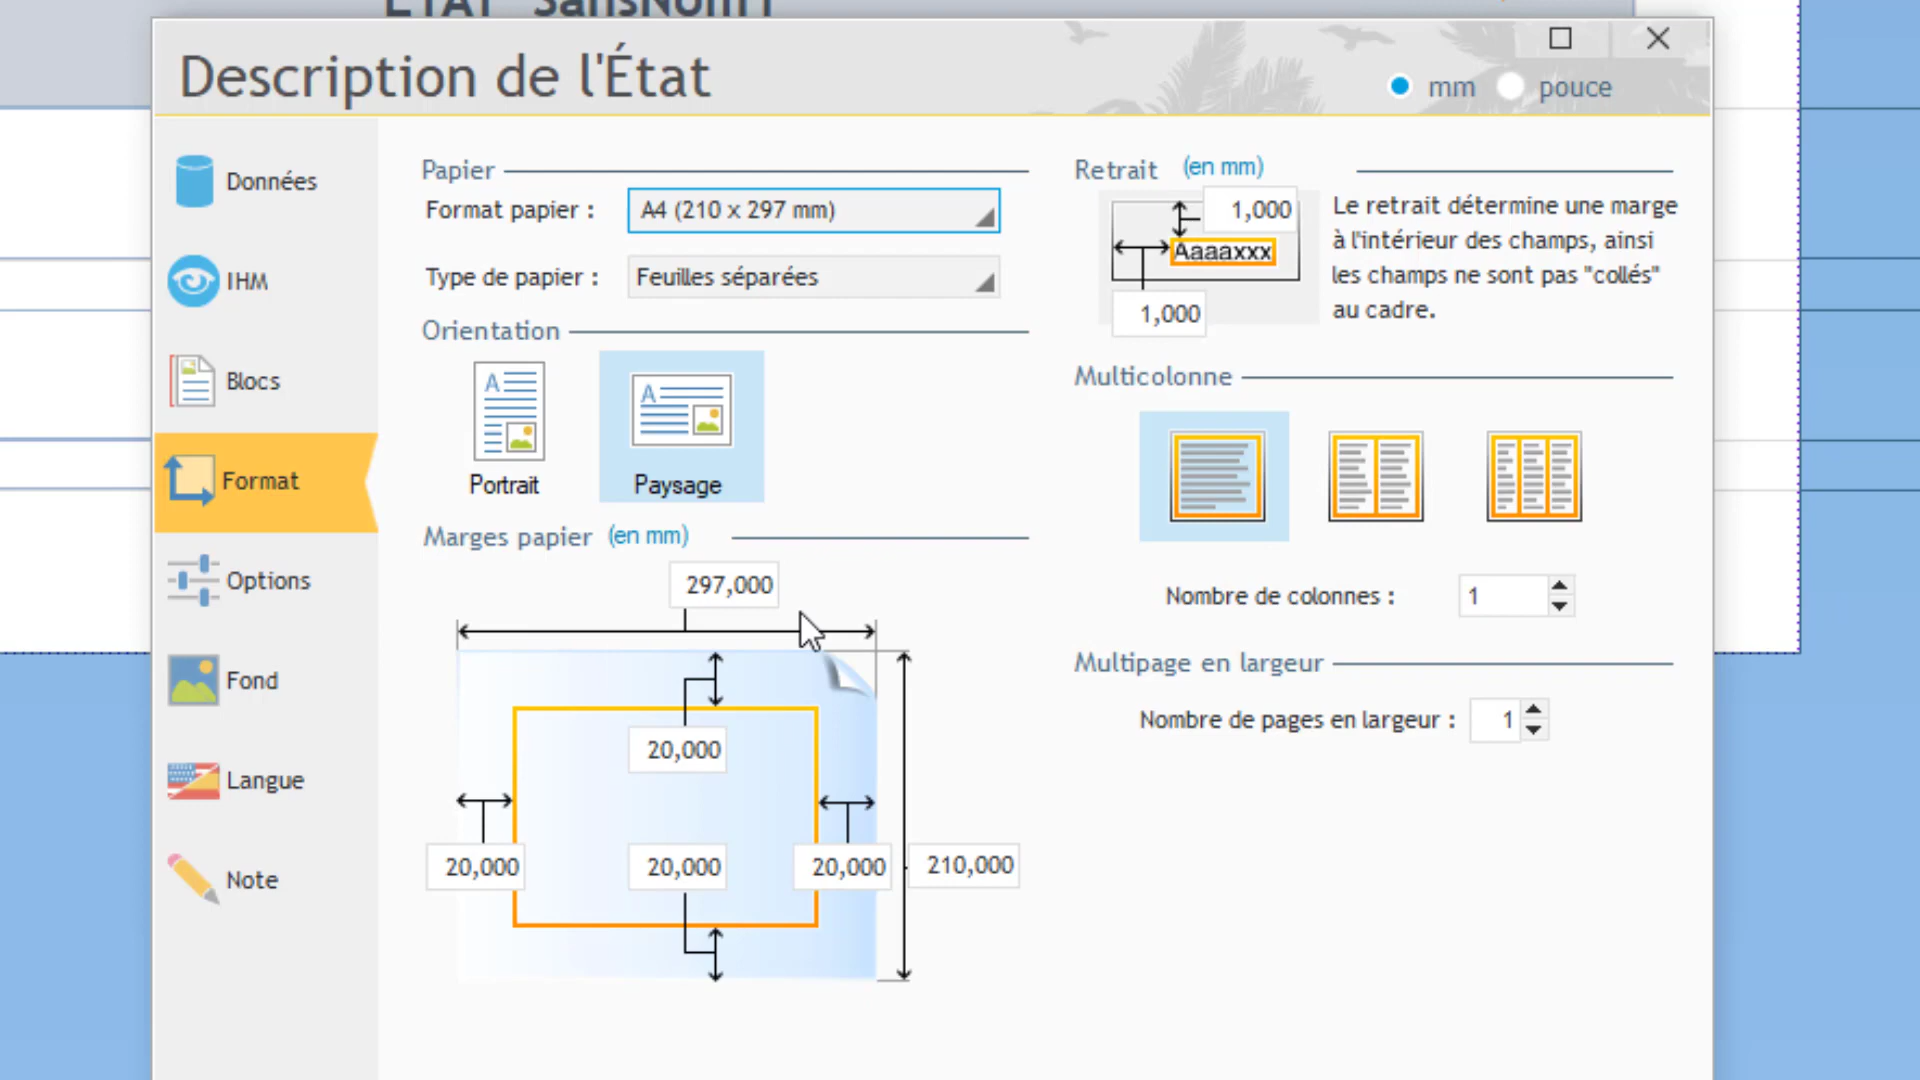 ETAT SansNom1
Description de l'État
mm
pouce
Données
IHM
Blocs
Format
Options
Fond
Langue
Note
Papier
Format papier :
A4 (210 x 297 mm)
Type de papier :
Feuilles séparées
Orientation
A
Portrait
A
Paysage
Marges papier (en mm)
297,000
20,000
20,000
20,000
20,000
210,000
Retrait (en mm)
1,000
Aaaaxxx
1,000
Le retrait détermine une marge
à l'intérieur des champs, ainsi
les champs ne sont pas "collés"
au cadre.
Multicolonne
Nombre de colonnes :
1
Multipage en largeur
Nombre de pages en largeur :
1